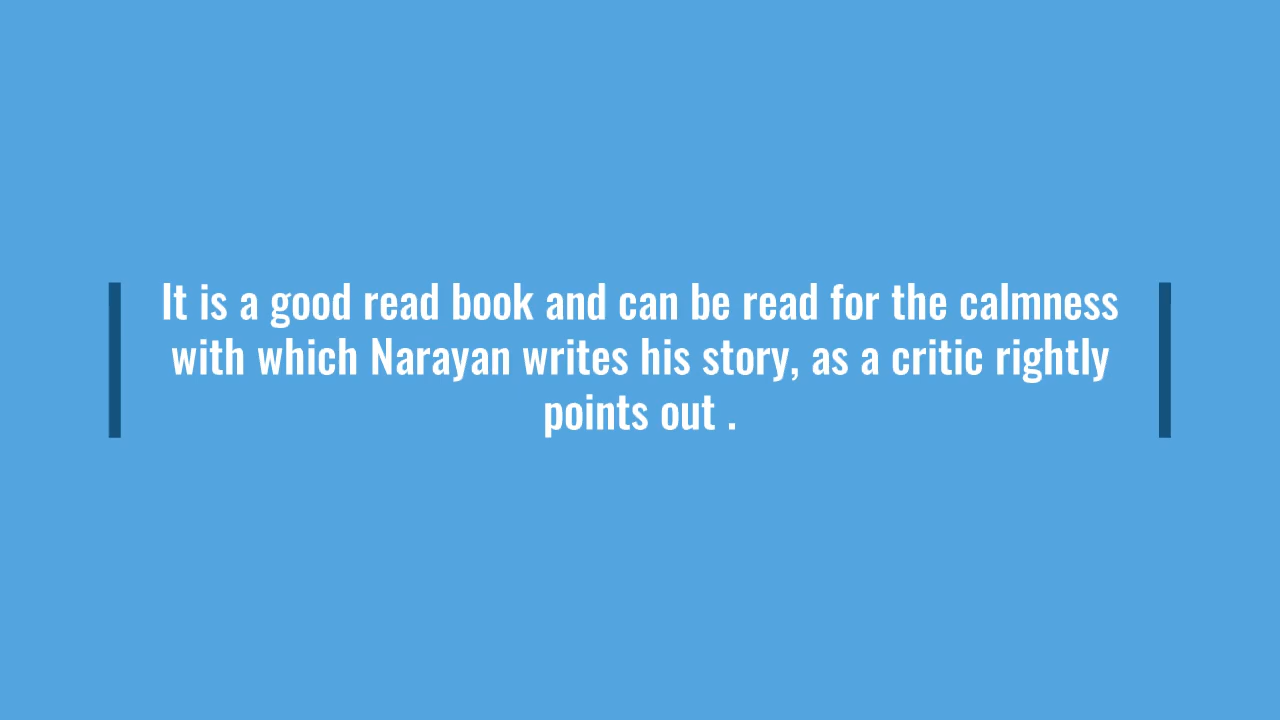 It is a good read book and can be read for the calmness
with which Narayan writes his story, as a critic rightly
points out .